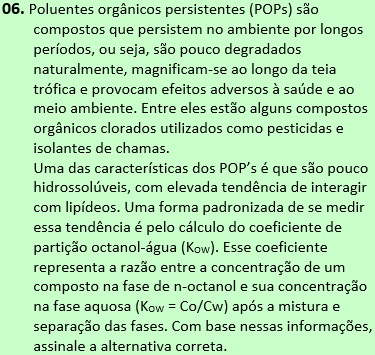 06. Poluentes orgânicos persistentes (POPs) são
compostos que persistem no ambiente por longos
períodos, ou seja, são pouco degradados
naturalmente, magnificam-se ao longo da teia
trófica e provocam efeitos adversos à saúde e ao
meio ambiente. Entre eles estão alguns compostos
orgânicos clorados utilizados como pesticidas e
isolantes de chamas.
Uma das características dos POP's é que são pouco
hidrossolúveis, com elevada tendência de interagir
com lipídeos. Uma forma padronizada de se medir
essa tendência é pelo cálculo do coeficiente de
partição octanol-água (Kow). Esse coeficiente
representa a razão entre a concentração de um
composto na fase de n-octanol e sua concentração
na fase aquosa (Kow = Co/Cw) após a mistura e
separação das fases. Com base nessas informações,
assinale a alternativa correta.